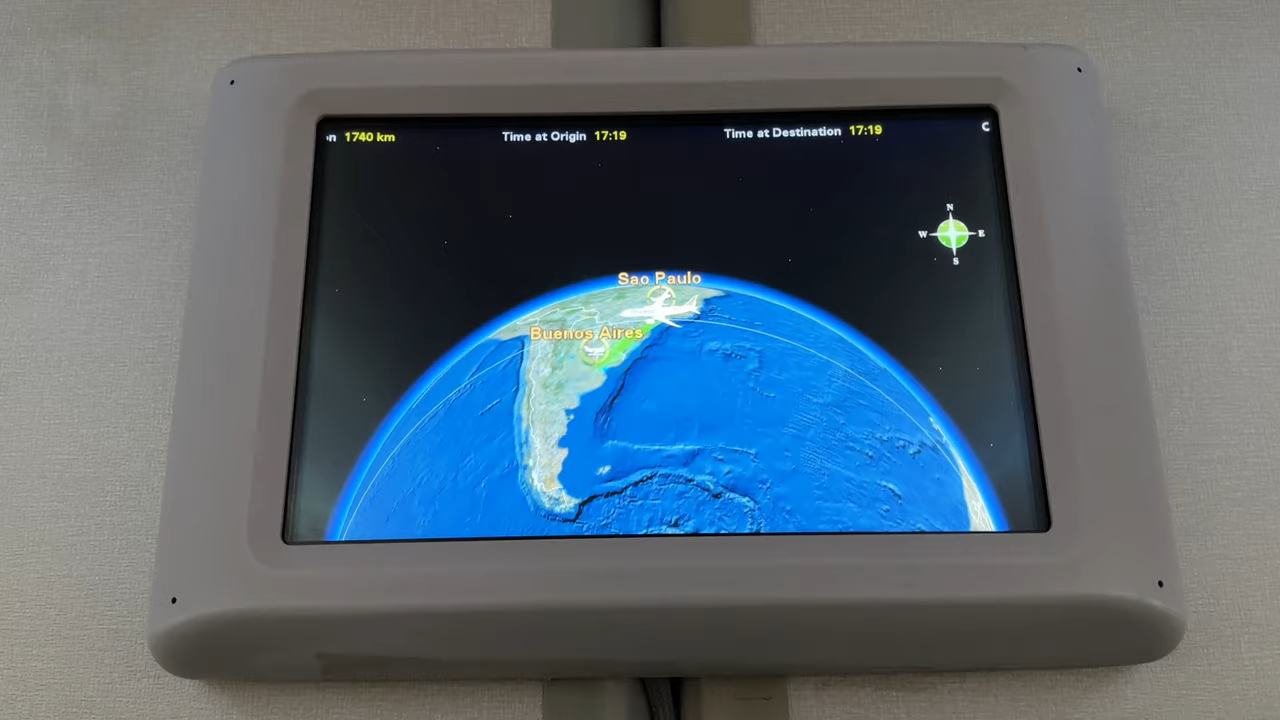 n 1740 km Time at Origin 17:19 Time at Destination 17:19 C
N
W E
S
Sao Paulo
Buenos Aires